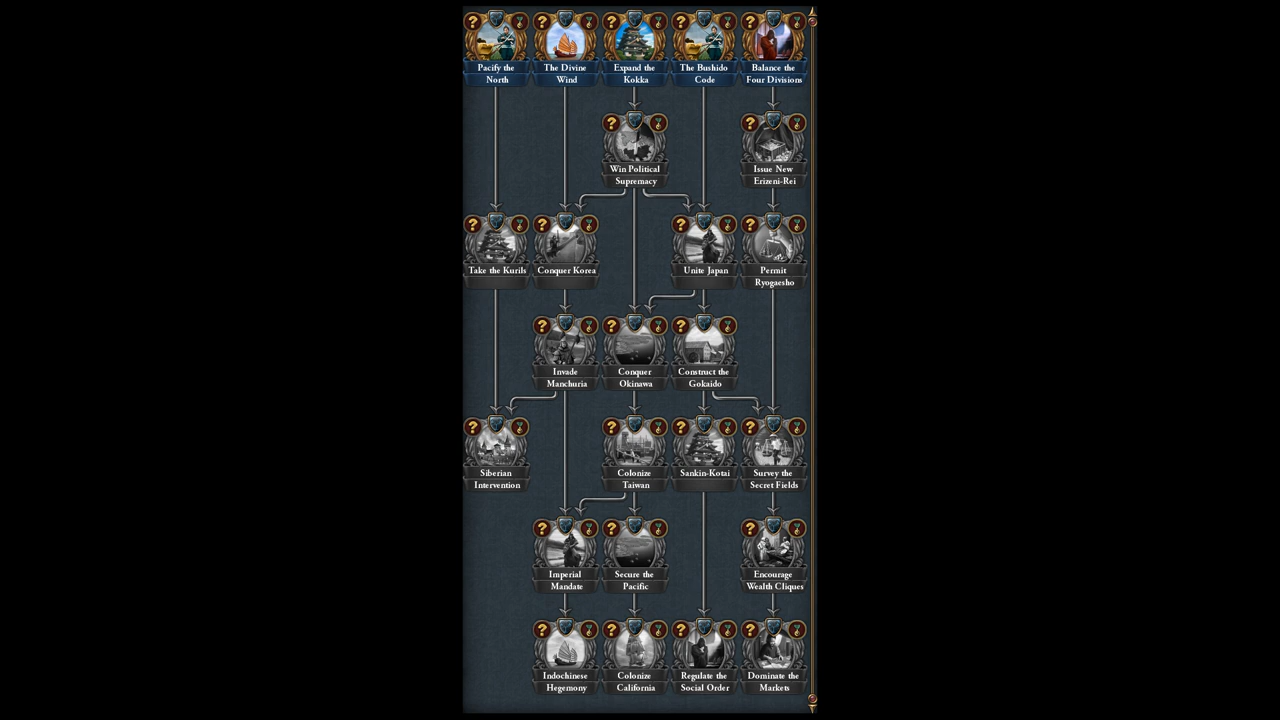 Pacify the
North
The Divine
Wind
Expand the
Kokka
The Bushido
Code
Balance the
Four Divisions
Win Political
Supremacy
Issue New
Erizeni-Rei
Take the Kurils
Conquer Korea
Unite Japan
Permit
Ryogaesho
Invade
Manchuria
Conquer
Okinawa
Construct the
Gokaido
Siberian
Intervention
Colonize
Taiwan
Sankin-Kotai
Survey the
Secret Fields
Imperial
Mandate
Secure the
Pacific
Encourage
Wealth Cliques
Indochinese
Hegemony
Colonize
California
Regulate the
Social Order
Dominate the
Markets